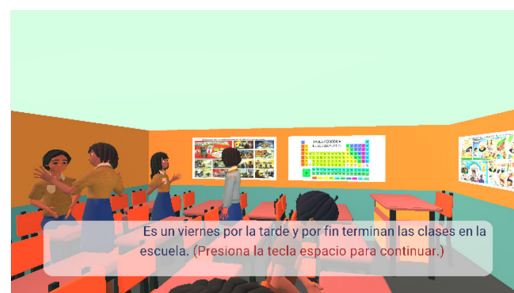 Es un viernes por la tarde y por fin terminan las clases en la
escuela. (Presiona la tecla espacio para continuar.)